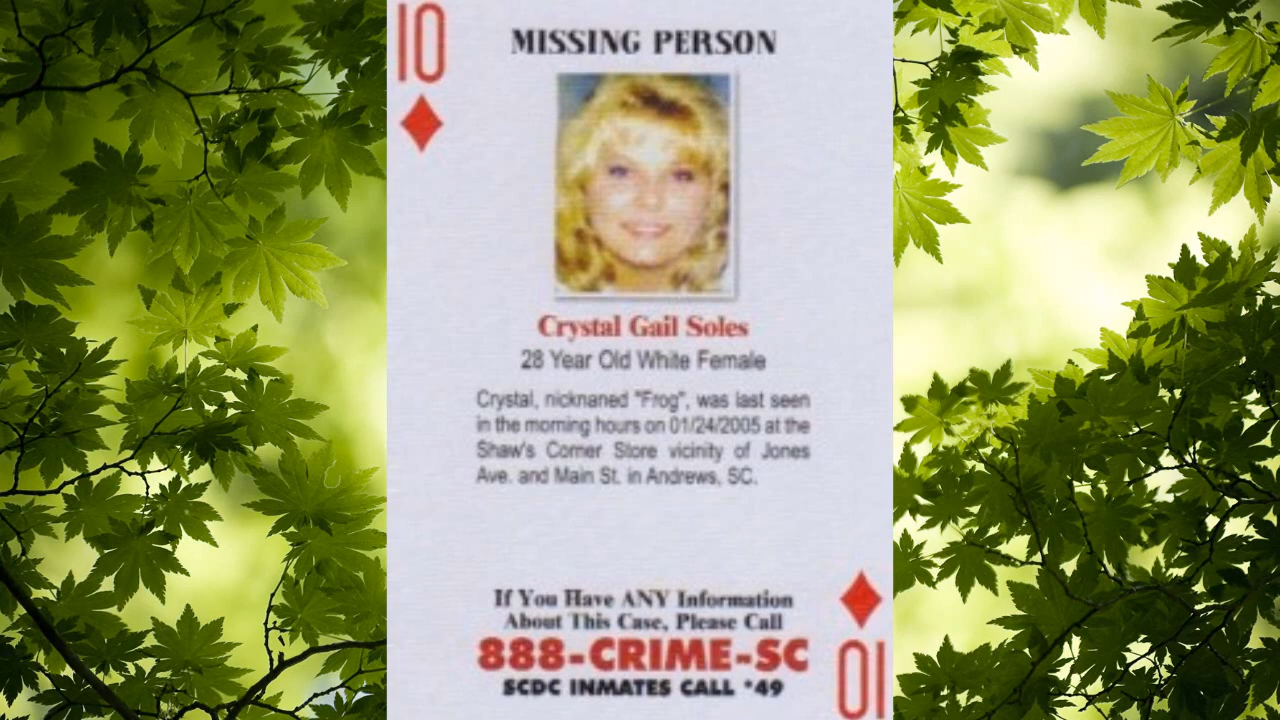 10
MISSING PERSON
Crystal Gail Soles
28 Year Old White Female
Crystal, nicknaned "Frog", was last seen
in the morning hours on 01/24/2005 at the
Shaw's Corner Store vicinity of Jones
Ave. and Main St. in Andrews, SC.
If You Have ANY Information
About This Case, Please Call
888-CRIME-SC
SCDC INMATES CALL *49
10